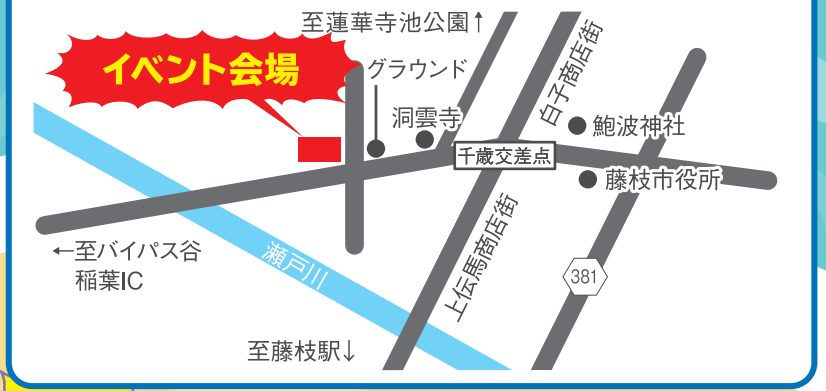 至蓮華寺池公園↑
イベント会場
グラウンド
洞雲寺
白子商店街
鮑波神社
千歳交差点
藤枝市役所
←至バイパス谷
稲葉IC
瀬戸川
上伝馬商店街
381
至藤枝駅↓